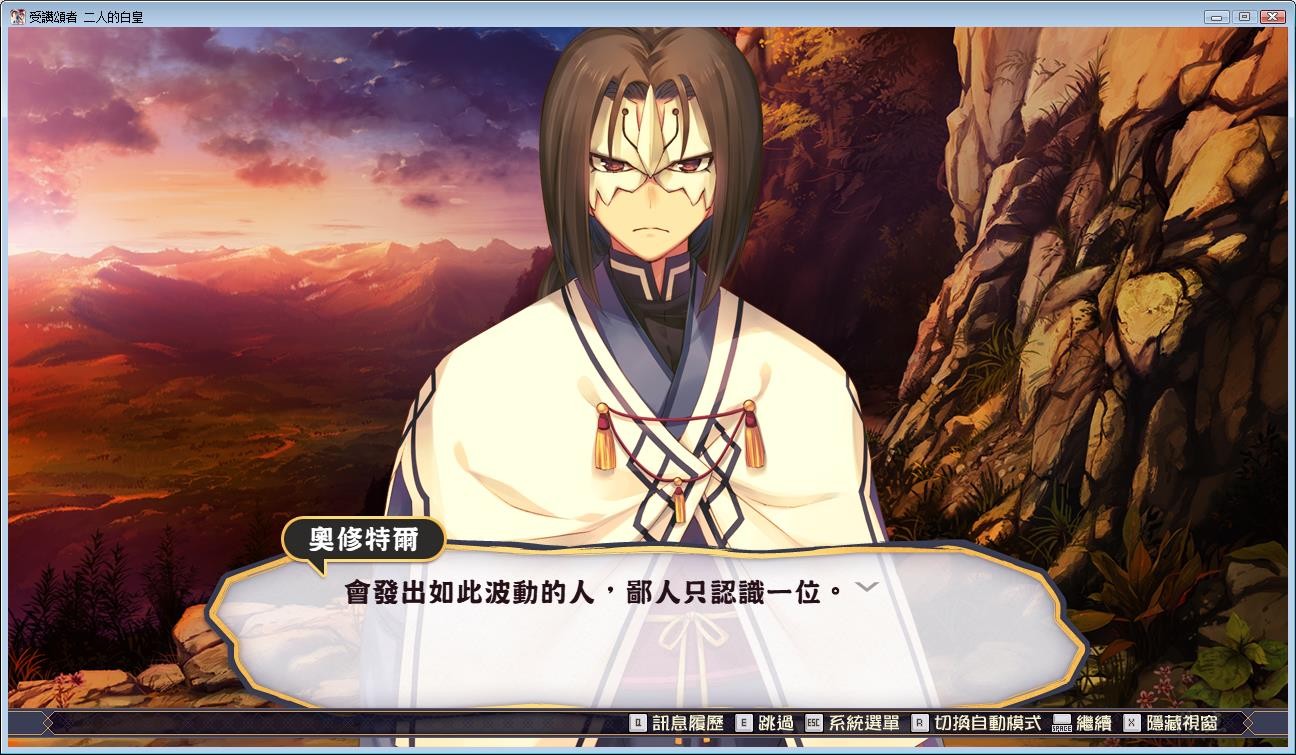 受讚頌者 二人的白皇
奧修特爾
會發出如此波動的人，鄙人只認識一位。
Q 訊息履歷 E 跳過 ESC 系統選單 R 切換自動模式 SPACE 繼續 X 隱藏視窗